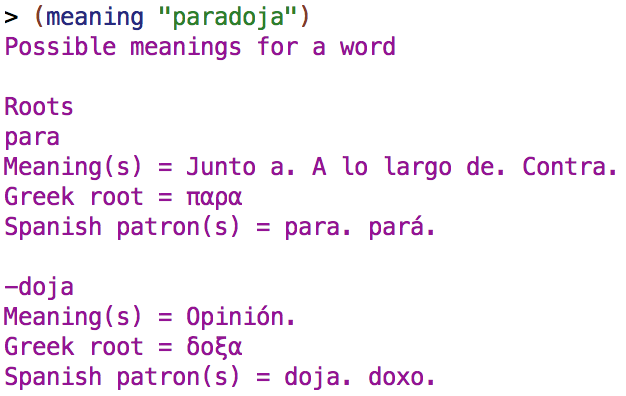 > (meaning "paradoja")
Possible meanings for a word
Roots
para
Meaning(s) = Junto a. A lo largo de. Contra.
Greek root = παρα
Spanish patron(s) = para. pará.
–doja
Meaning(s) = Opinión.
Greek root = δοξα
Spanish patron(s) = doja. doxo.